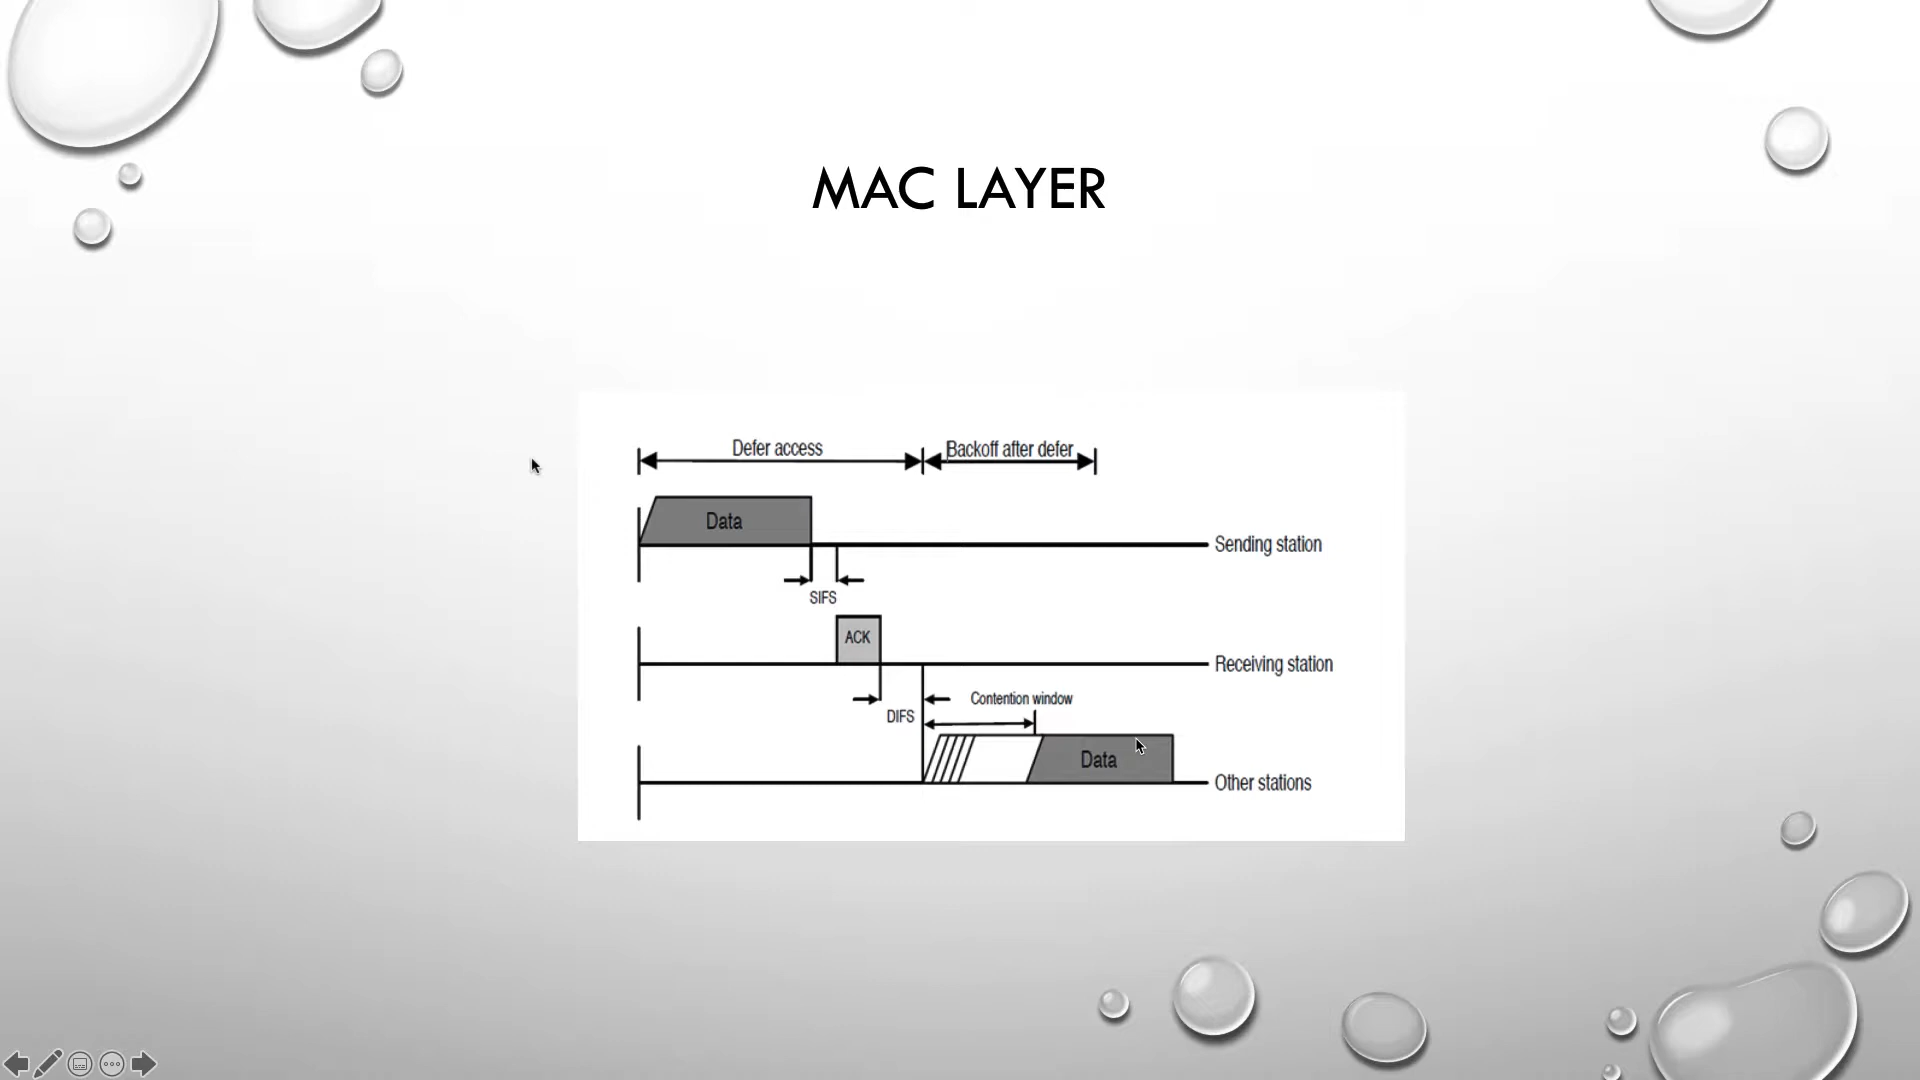 MAC LAYER
Defer access
Backoff after defer
Data
Sending station
SIFS
ACK
Receiving station
Contention window
DIFS
Data
Other stations